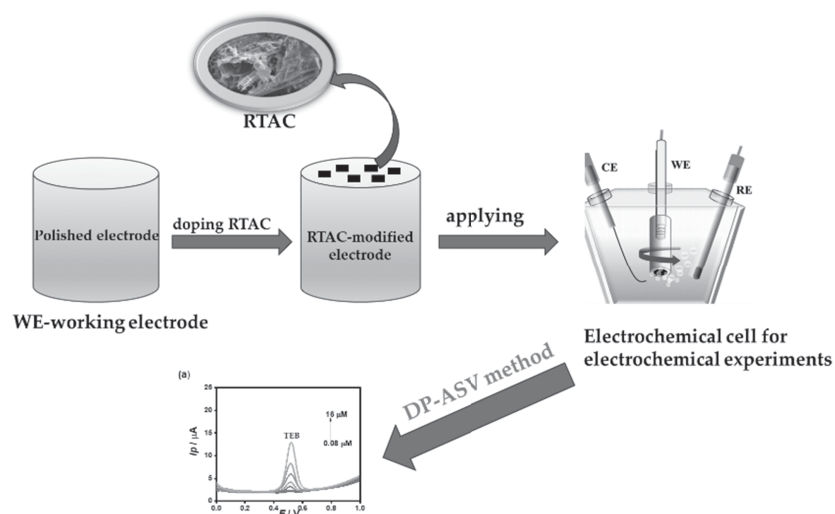 RTAC
CE
WE
RE
Polished electrode
doping RTAC
RTAC-modified
electrode
applying
WE-working electrode
Electrochemical cell for
electrochemical experiments
DP-ASV method
(a)
25
20
15
10
5
0
Ip / µA
TEB
16 µM
0.08 µM
0.0 0.2 0.4 0.6 0.8 1.0
E / V